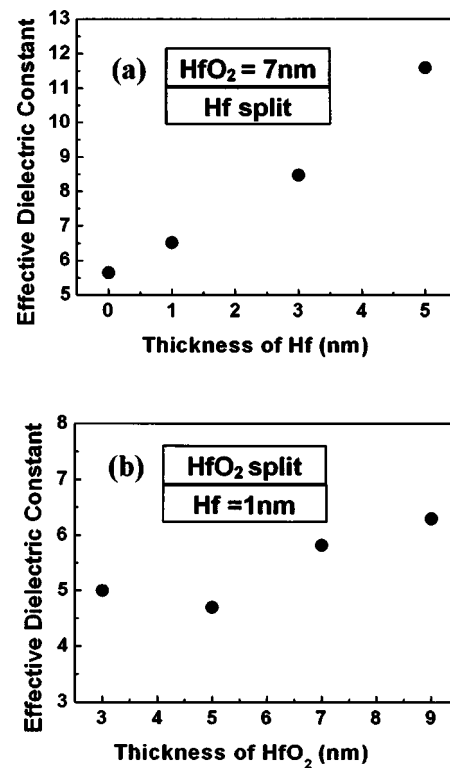 13
12
11
10
9
8
7
6
5
Effective Dielectric Constant
(a)
HfO₂ = 7nm
Hf split
0 1 2 3 4 5
Thickness of Hf (nm)
8
7
6
5
4
3
Effective Dielectric Constant
(b)
HfO₂ split
Hf =1nm
3 4 5 6 7 8 9
Thickness of HfO₂ (nm)